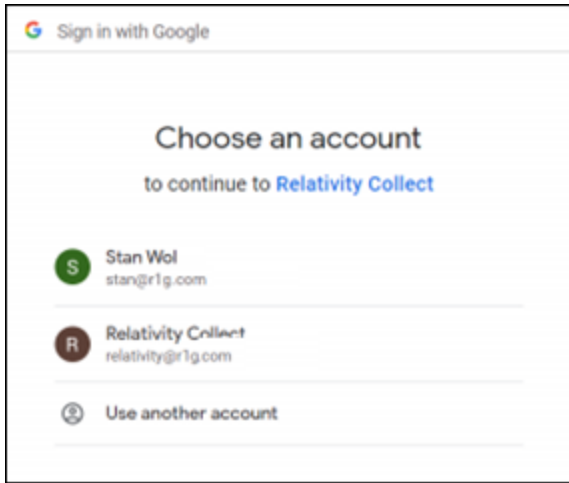 G Sign in with Google
Choose an account
to continue to Relativity Collect
S Stan Wol
stan@r1g.com
R Relativity Collect
relativity@r1g.com
Use another account